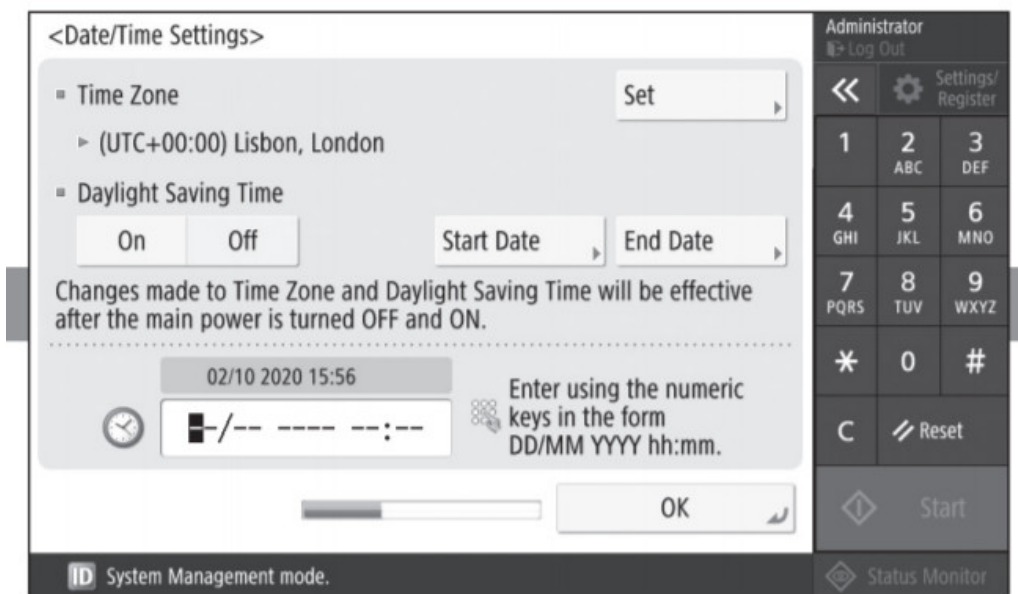 <Date/Time Settings>
Time Zone
Set
(UTC+00:00) Lisbon, London
Daylight Saving Time
On
Off
Start Date
End Date
Changes made to Time Zone and Daylight Saving Time will be effective
after the main power is turned OFF and ON.
02/10 2020 15:56
-/-- ---- --:--
Enter using the numeric
keys in the form
DD/MM YYYY hh:mm.
OK
ID System Management mode.
Administrator
Log Out
Settings/
Register
1
2
3
ABC
DEF
4
5
6
GHI
JKL
MNO
7
8
9
PQRS
TUV
WXYZ
*
0
#
C
Reset
Start
Status Monitor